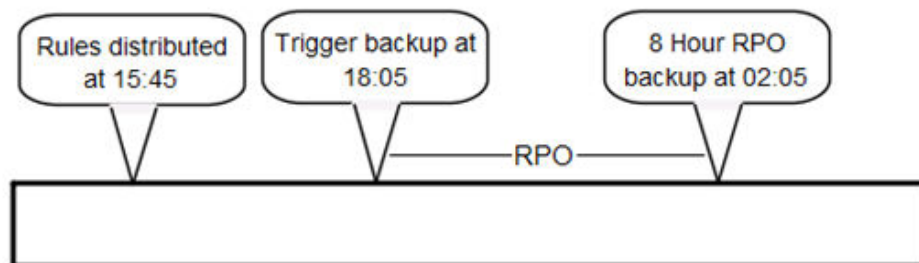 Rules distributed
at 15:45
Trigger backup at
18:05
8 Hour RPO
backup at 02:05
RPO